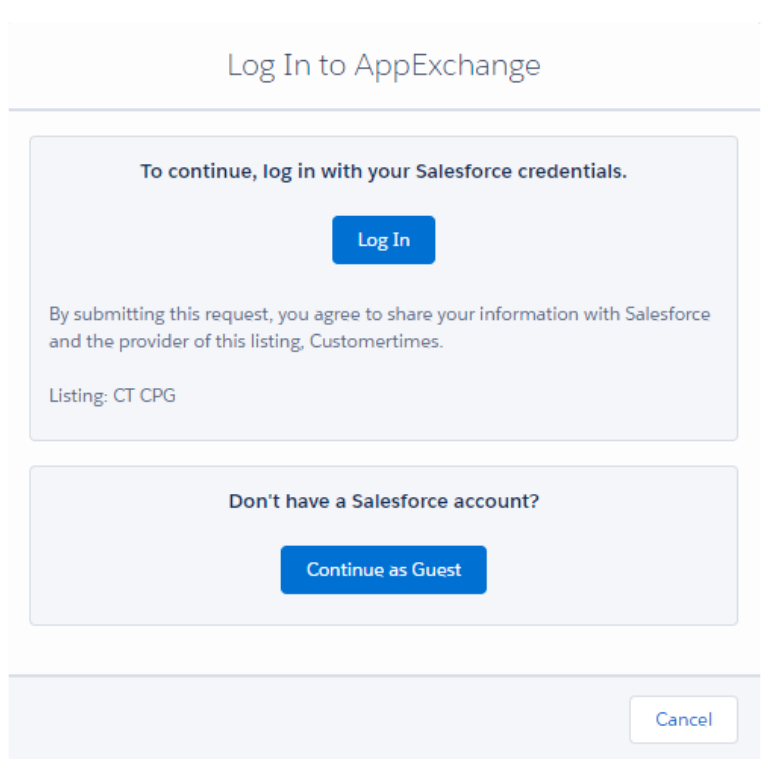 Log In to AppExchange
To continue, log in with your Salesforce credentials.
Log In
By submitting this request, you agree to share your information with Salesforce
and the provider of this listing, Customertimes.
Listing: CT CPG
Don't have a Salesforce account?
Continue as Guest
Cancel